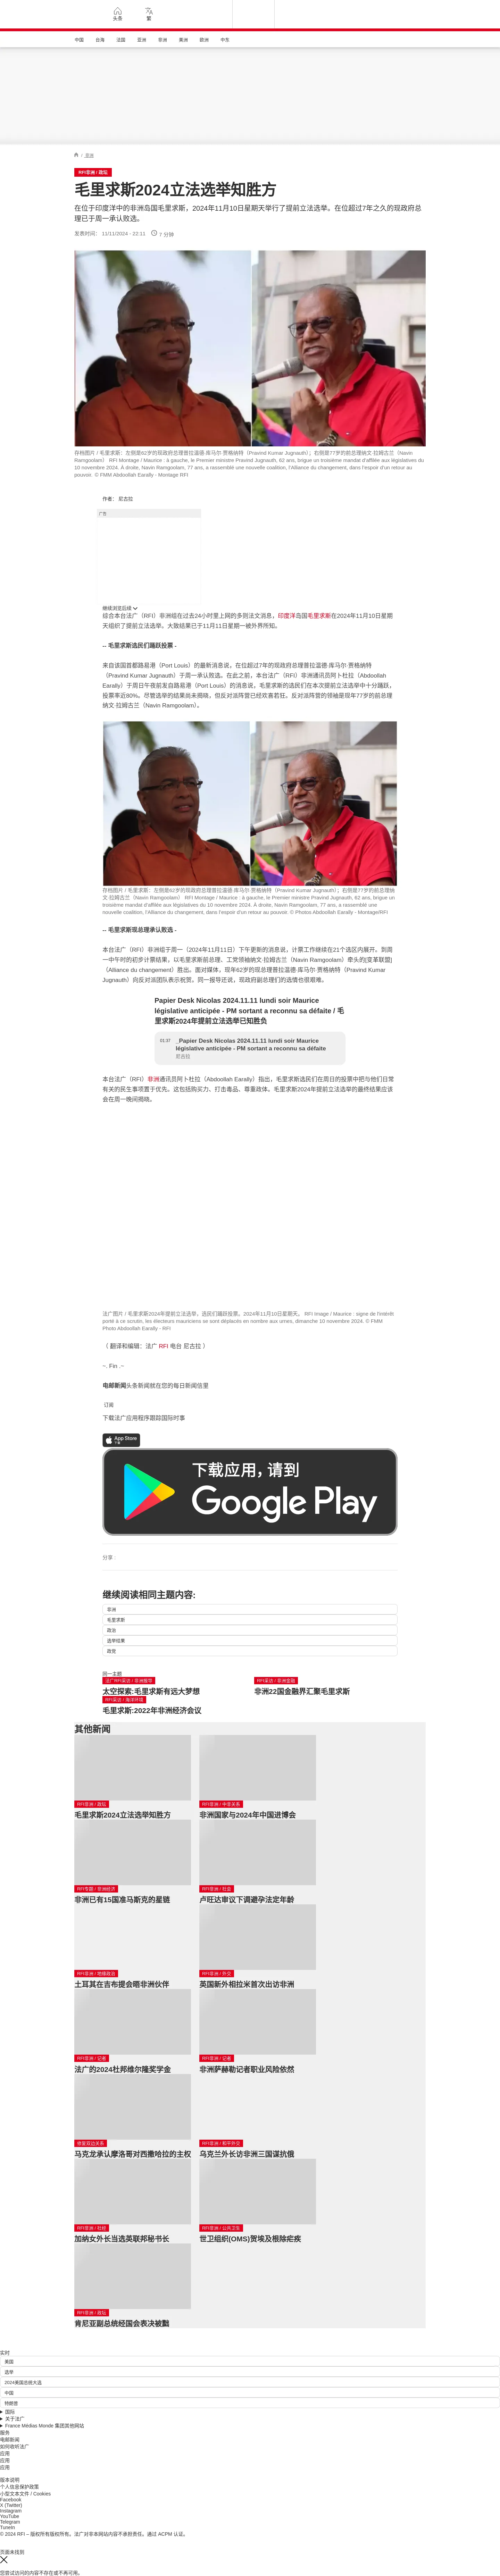 头条
繁
中国
台海
法国
亚洲
非洲
美洲
欧洲
中东
/ 非洲
RFI非洲 / 政坛
毛里求斯2024立法选举知胜方
在位于印度洋中的非洲岛国毛里求斯，2024年11月10日星期天举行了提前立法选举。在位超过7年之久的现政府总
理已于周一承认败选。
发表时间： 11/11/2024 - 22:11
7 分钟
存档图片 / 毛里求斯：左侧是62岁的现政府总理普拉温德·库马尔·贾格纳特（Pravind Kumar Jugnauth）；右侧是77岁的前总理纳文·拉姆古兰（Navin
Ramgoolam） RFI Montage / Maurice : à gauche, le Premier ministre Pravind Jugnauth, 62 ans, brigue un troisième mandat d'affilée aux législatives du
10 novembre 2024. À droite, Navin Ramgoolam, 77 ans, a rassemblé une nouvelle coalition, l'Alliance du changement, dans l'espoir d'un retour au
pouvoir. © FMM Abdoollah Earally - Montage RFI
作者： 尼古拉
广告
继续浏览后续
综合本台法广（RFI）非洲组在过去24小时里上网的多则法文消息，印度洋岛国毛里求斯在2024年11月10日星期
天组织了提前立法选举。大致结果已于11月11日星期一被外界所知。
-- 毛里求斯选民们踊跃投票 -
来自该国首都路易港（Port Louis）的最新消息说，在位超过7年的现政府总理普拉温德·库马尔·贾格纳特
（Pravind Kumar Jugnauth）于周一承认败选。在此之前，本台法广（RFI）非洲通讯员阿卜杜拉（Abdoollah
Earally）于周日午夜前发自路易港（Port Louis）的消息说，毛里求斯的选民们在本次提前立法选举中十分踊跃，
投票率近80%。尽管选举的结果尚未揭晓，但反对派阵营已经欢喜若狂。反对派阵营的领袖是现年77岁的前总理
纳文·拉姆古兰（Navin Ramgoolam）。
存档图片 / 毛里求斯：左侧是62岁的现政府总理普拉温德·库马尔·贾格纳特（Pravind Kumar Jugnauth）；右侧是77岁的前总理纳
文·拉姆古兰（Navin Ramgoolam） RFI Montage / Maurice : à gauche, le Premier ministre Pravind Jugnauth, 62 ans, brigue un
troisième mandat d'affilée aux législatives du 10 novembre 2024. À droite, Navin Ramgoolam, 77 ans, a rassemblé une
nouvelle coalition, l'Alliance du changement, dans l'espoir d'un retour au pouvoir. © Photos Abdoollah Earally - Montage/RFI
-- 毛里求斯现总理承认败选 -
本台法广（RFI）非洲组于周一（2024年11月11日）下午更新的消息说，计票工作继续在21个选区内展开。到周
一中午时的初步计票结果，以毛里求斯前总理、工党领袖纳文·拉姆古兰（Navin Ramgoolam）牵头的[变革联盟]
（Alliance du changement）胜出。面对媒体，现年62岁的现总理普拉温德·库马尔·贾格纳特（Pravind Kumar
Jugnauth）向反对派团队表示祝贺。同一报导还说，现政府副总理们的选情也很艰难。
Papier Desk Nicolas 2024.11.11 lundi soir Maurice
législative anticipée - PM sortant a reconnu sa défaite / 毛
里求斯2024年提前立法选举已知胜负
01:37
_Papier Desk Nicolas 2024.11.11 lundi soir Maurice
législative anticipée - PM sortant a reconnu sa défaite
尼古拉
本台法广（RFI）非洲通讯员阿卜杜拉（Abdoollah Earally）指出，毛里求斯选民们在周日的投票中把与他们日常
有关的民生事项置于优先。这包括购买力、打击毒品、尊重政体。毛里求斯2024年提前立法选举的最终结果应该
会在周一晚间揭晓。
法广图片 / 毛里求斯2024年提前立法选举，选民们踊跃投票。2024年11月10日星期天。 RFI Image / Maurice : signe de l'intérêt
porté à ce scrutin, les électeurs mauriciens se sont déplacés en nombre aux urnes, dimanche 10 november 2024. © FMM
Photo Abdoollah Earally - RFI
（ 翻译和编辑：法广 RFI 电台 尼古拉 ）
~. Fin .~
电邮新闻头条新闻就在您的每日新闻信里
订阅
下载法广应用程序跟踪国际时事
App Store
下载
下载应用，请到
Google Play
分享 :
继续阅读相同主题内容:
非洲
毛里求斯
政治
选举结果
政党
同一主题
法广RFI采访 / 非洲服贸
太空探索:毛里求斯有远大梦想
RFI采访 / 非洲金融
非洲22国金融界汇聚毛里求斯
RFI采访 / 海洋环境
毛里求斯:2022年非洲经济会议
其他新闻
RFI非洲 / 政坛
毛里求斯2024立法选举知胜方
RFI非洲 / 中非关系
非洲国家与2024年中国进博会
RFI专题 / 非洲经济
非洲已有15国准马斯克的星链
RFI非洲 / 社会
卢旺达审议下调避孕法定年龄
RFI非洲 / 地缘政治
土耳其在吉布提会晤非洲伙伴
RFI非洲 / 外交
英国新外相拉米首次出访非洲
RFI非洲 / 记者
法广的2024杜邦维尔隆奖学金
RFI非洲 / 记者
非洲萨赫勒记者职业风险依然
修复双边关系
马克龙承认摩洛哥对西撒哈拉的主权
RFI非洲 / 和平外交
乌克兰外长访非洲三国谋抗俄
RFI非洲 / 社经
加纳女外长当选英联邦秘书长
RFI非洲 / 公共卫生
世卫组织(OMS)贺埃及根除疟疾
RFI非洲 / 政坛
肯尼亚副总统经国会表决被黜
实时
美国
选举
2024美国总统大选
中国
特朗普
国际
关于法广
France Médias Monde 集团其他网站
服务
电邮新闻
如何收听法广
应用
应用
应用
版本说明
个人信息保护政策
小型文本文件 / Cookies
Facebook
X (Twitter)
Instagram
YouTube
Telegram
TuneIn
© 2024 RFI – 版权所有版权所有。法广对非本网站内容不承担责任。通过 ACPM 认证。
页面未找到
您尝试访问的内容不存在或不再可用。